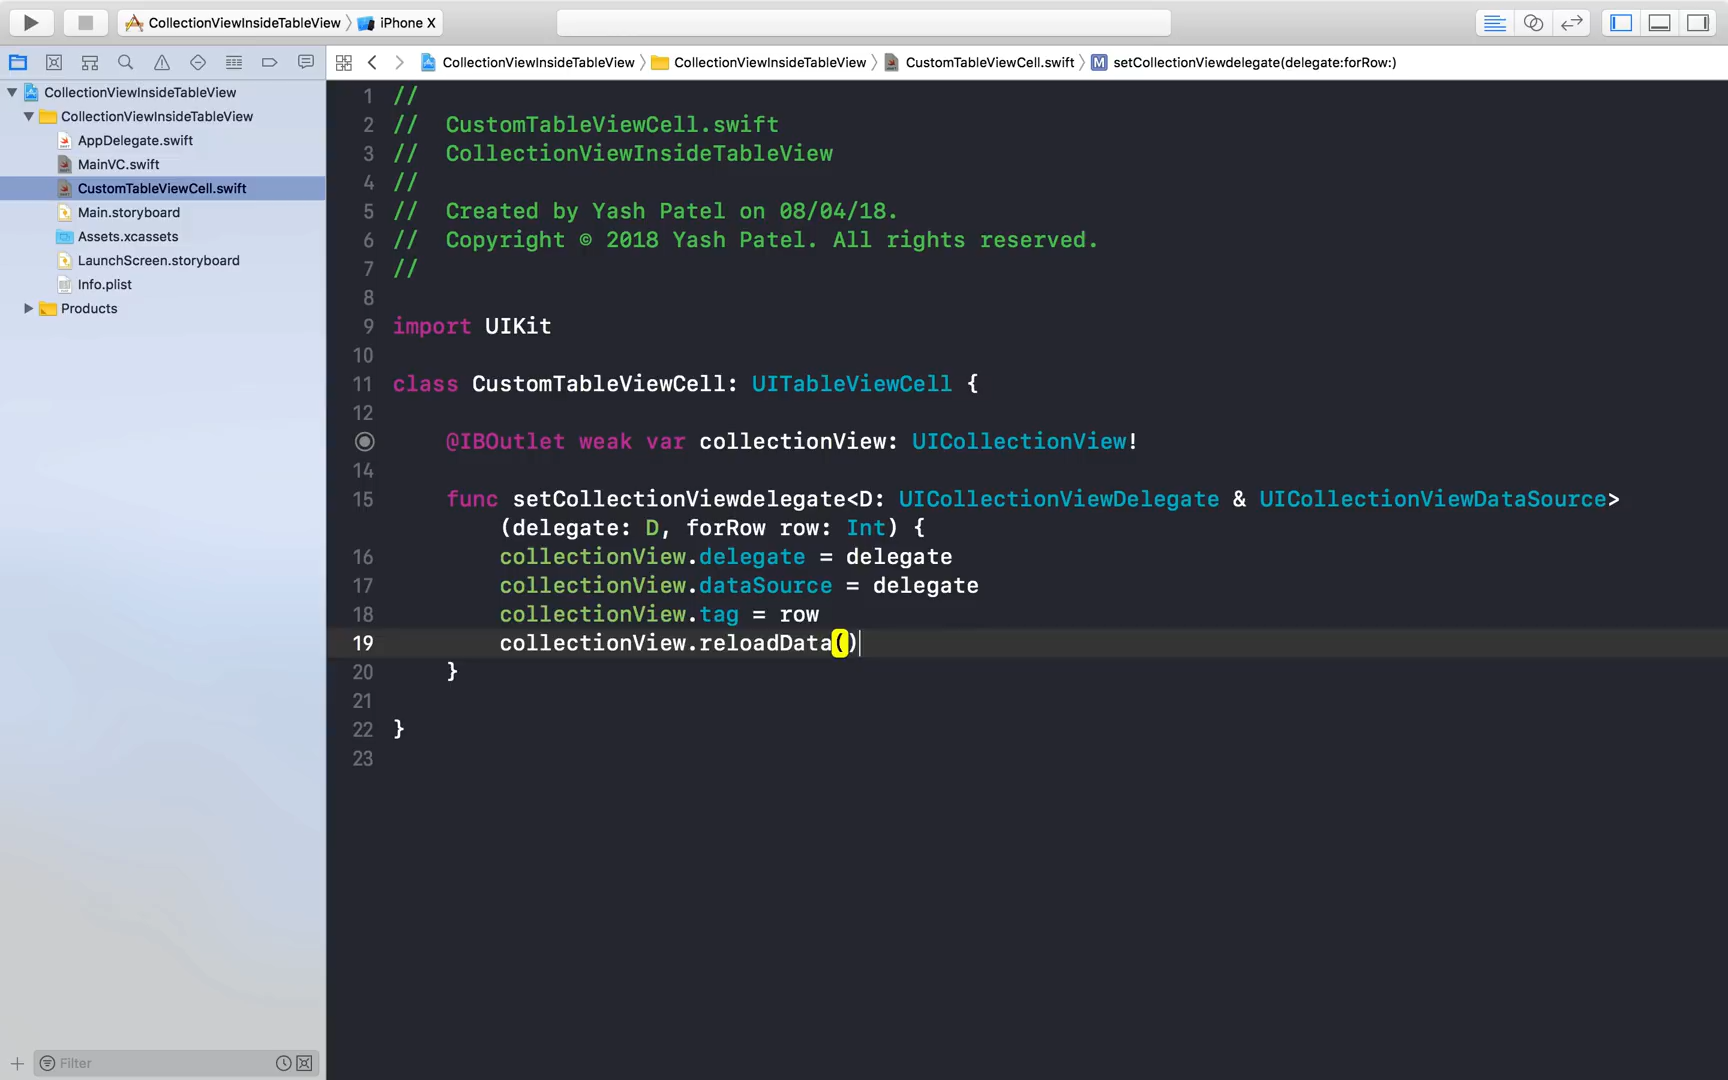 CollectionViewInsideTableView iPhone X
CollectionViewInsideTableView CollectionViewInsideTableView CustomTableViewCell.swift M setCollectionViewdelegate(delegate:forRow:)
CollectionViewInsideTableView
CollectionViewInsideTableView
AppDelegate.swift
MainVC.swift
CustomTableViewCell.swift
Main.storyboard
Assets.xcassets
LaunchScreen.storyboard
Info.plist
Products
Filter
1 //
2 // CustomTableViewCell.swift
3 // CollectionViewInsideTableView
4 //
5 // Created by Yash Patel on 08/04/18.
6 // Copyright © 2018 Yash Patel. All rights reserved.
7 //
8
9 import UIKit
10
11 class CustomTableViewCell: UITableViewCell {
12
@IBOutlet weak var collectionView: UICollectionView!
14
15 func setCollectionViewdelegate<D: UICollectionViewDelegate & UICollectionViewDataSource>
(delegate: D, forRow row: Int) {
16 collectionView.delegate = delegate
17 collectionView.dataSource = delegate
18 collectionView.tag = row
19 collectionView.reloadData()
20 }
21
22 }
23